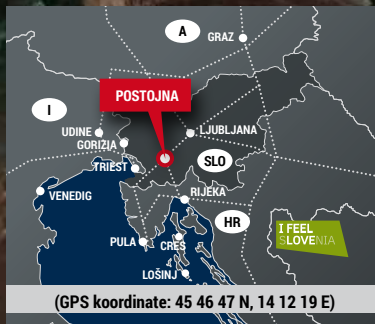 A
GRAZ
POSTOJNA
I
UDINE
LJUBLJANA
GORIZIA
TRIEST
SLO
VENEDIG
RIJEKA
HR
I FEEL
SLOVENIA
PULA
CRES
LOŠINJ
(GPS koordinate: 45 46 47 N, 14 12 19 E)